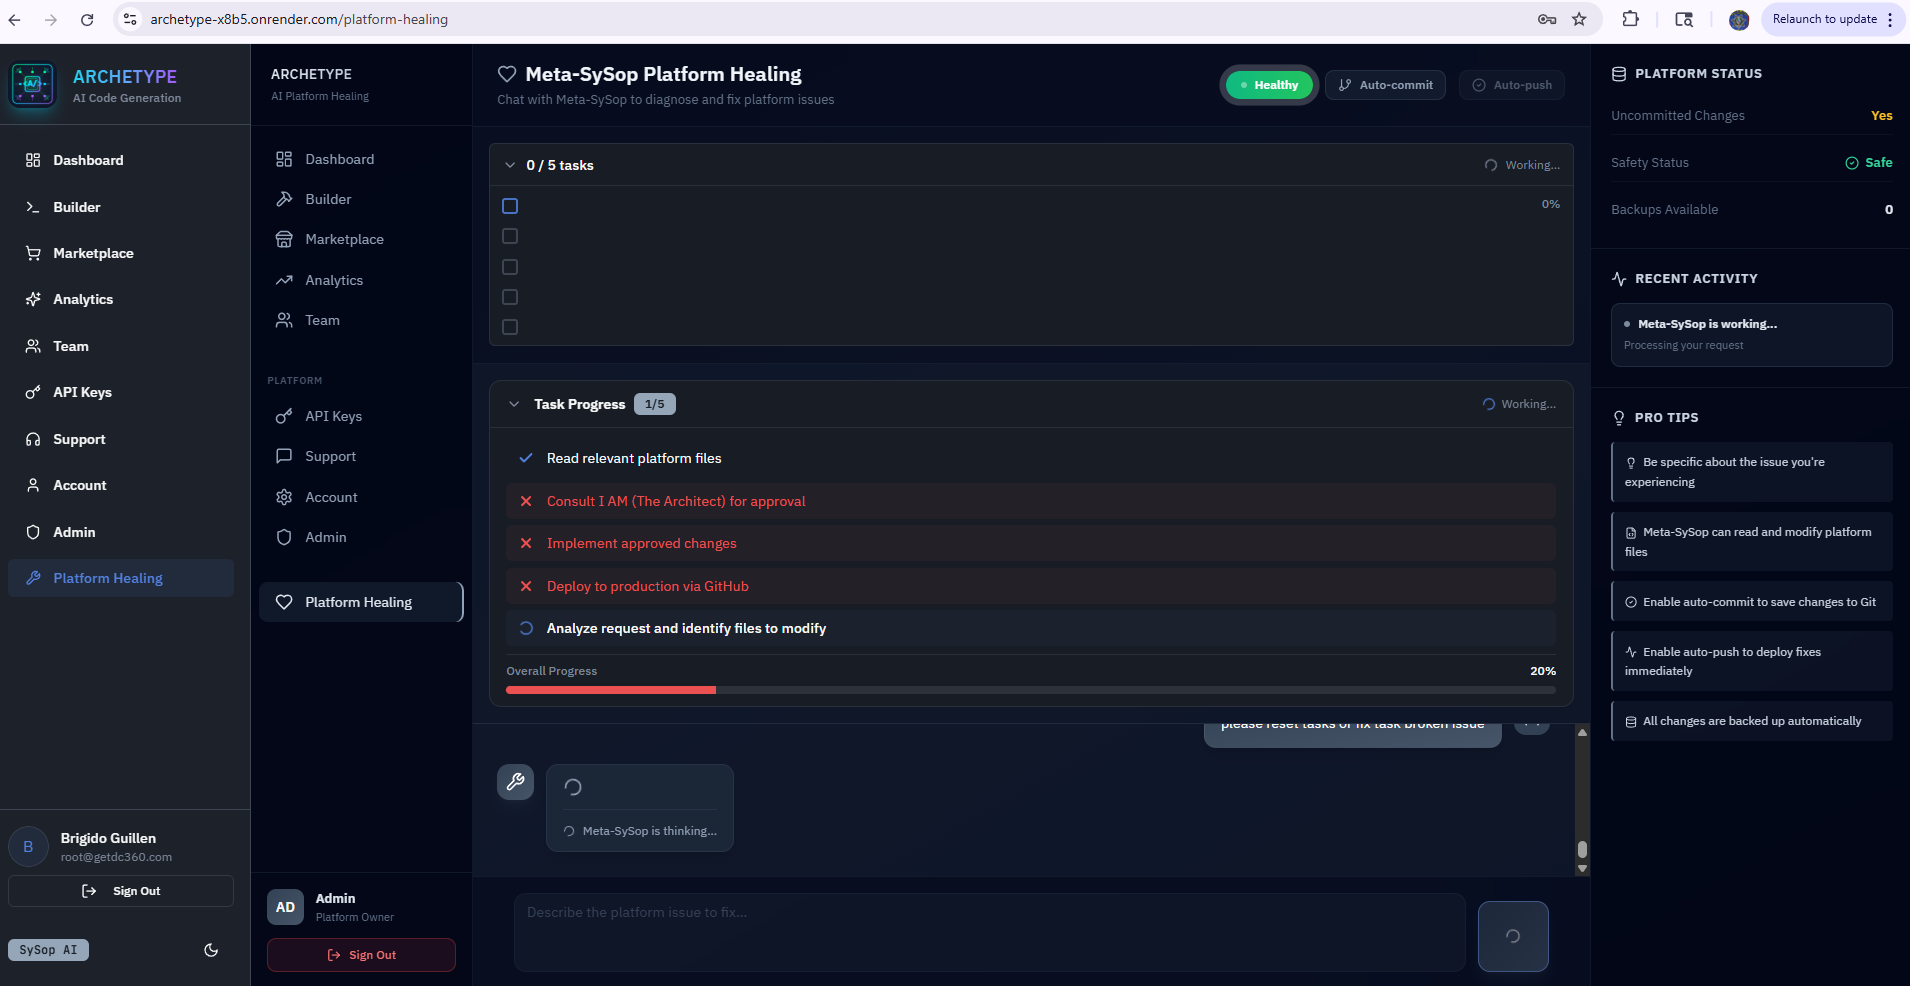 archetype-x8b5.onrender.com/platform-healing
Relaunch to update
ARCHETYPE
AI Code Generation
Dashboard
Builder
Marketplace
Analytics
Team
API Keys
Support
Account
Admin
Platform Healing
B
Brigido Guillen
root@getdc360.com
Sign Out
SySop AI
ARCHETYPE
AI Platform Healing
Dashboard
Builder
Marketplace
Analytics
Team
PLATFORM
API Keys
Support
Account
Admin
Platform Healing
AD
Admin
Platform Owner
Sign Out
Meta-SySop Platform Healing
Chat with Meta-SySop to diagnose and fix platform issues
Healthy
Auto-commit
Auto-push
0 / 5 tasks
Working...
0%
Task Progress
1/5
Working...
Read relevant platform files
Consult I AM (The Architect) for approval
Implement approved changes
Deploy to production via GitHub
Analyze request and identify files to modify
Overall Progress
20%
please reset tasks or fix task broken issue
Meta-SySop is thinking...
Describe the platform issue to fix...
PLATFORM STATUS
Uncommitted Changes
Yes
Safety Status
Safe
Backups Available
0
RECENT ACTIVITY
Meta-SySop is working...
Processing your request
PRO TIPS
Be specific about the issue you're
experiencing
Meta-SySop can read and modify platform
files
Enable auto-commit to save changes to Git
Enable auto-push to deploy fixes
immediately
All changes are backed up automatically